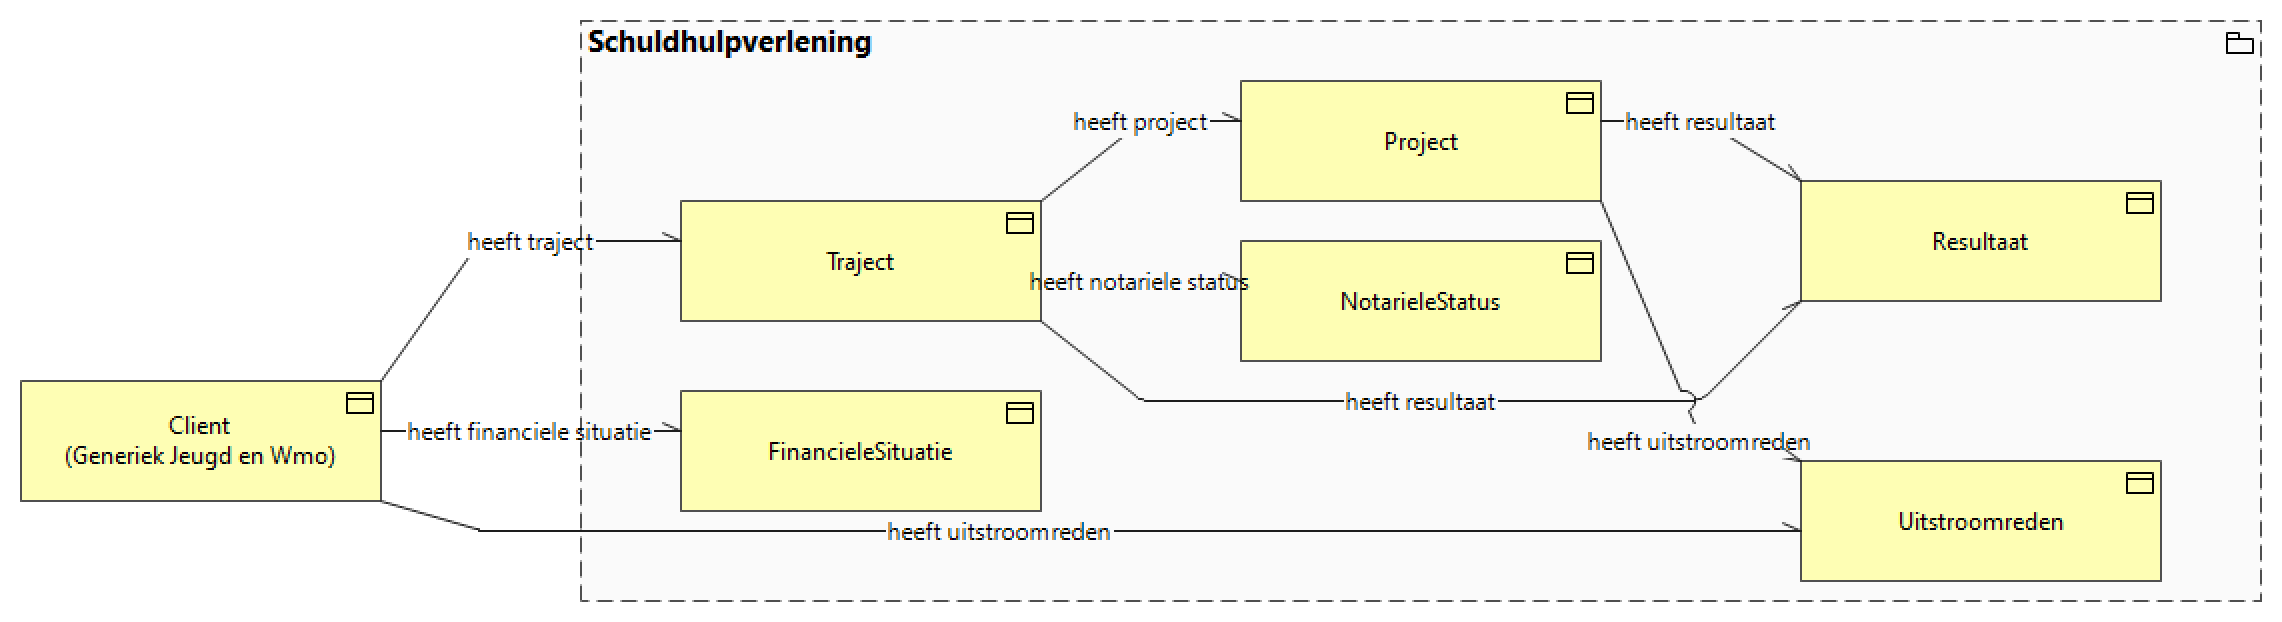 Schuldhulpverlening
heeft project
Project
heeft resultaat
heeft traject
Traject
Resultaat
heeft notariele status
NotarieleStatus
heeft resultaat
Client
(Generiek Jeugd en Wmo)
heeft financiele situatie
FinancieleSituatie
heeft uitstroomreden
heeft uitstroomreden
Uitstroomreden